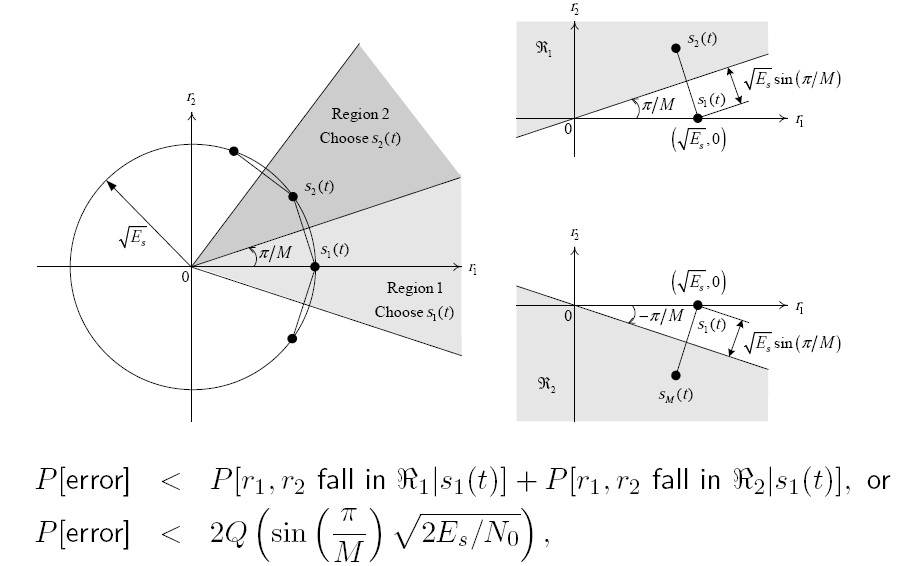 r₂
Region 2
Choose s₂(t)
s₂(t)
√Eₛ
π/M
s₁(t)
0
r₁
Region 1
Choose s₁(t)
r₂
ℜ₁
s₂(t)
√Eₛ sin(π/M)
π/M
s₁(t)
0
r₁
(√Eₛ, 0)
r₂
(√Eₛ, 0)
0
r₁
−π/M
s₁(t)
√Eₛ sin(π/M)
ℜ₂
s_M(t)
P[error] < P[r₁, r₂ fall in ℜ₁|s₁(t)] + P[r₁, r₂ fall in ℜ₂|s₁(t)], or
P[error] < 2Q(sin(π/M)√2Eₛ/N₀),